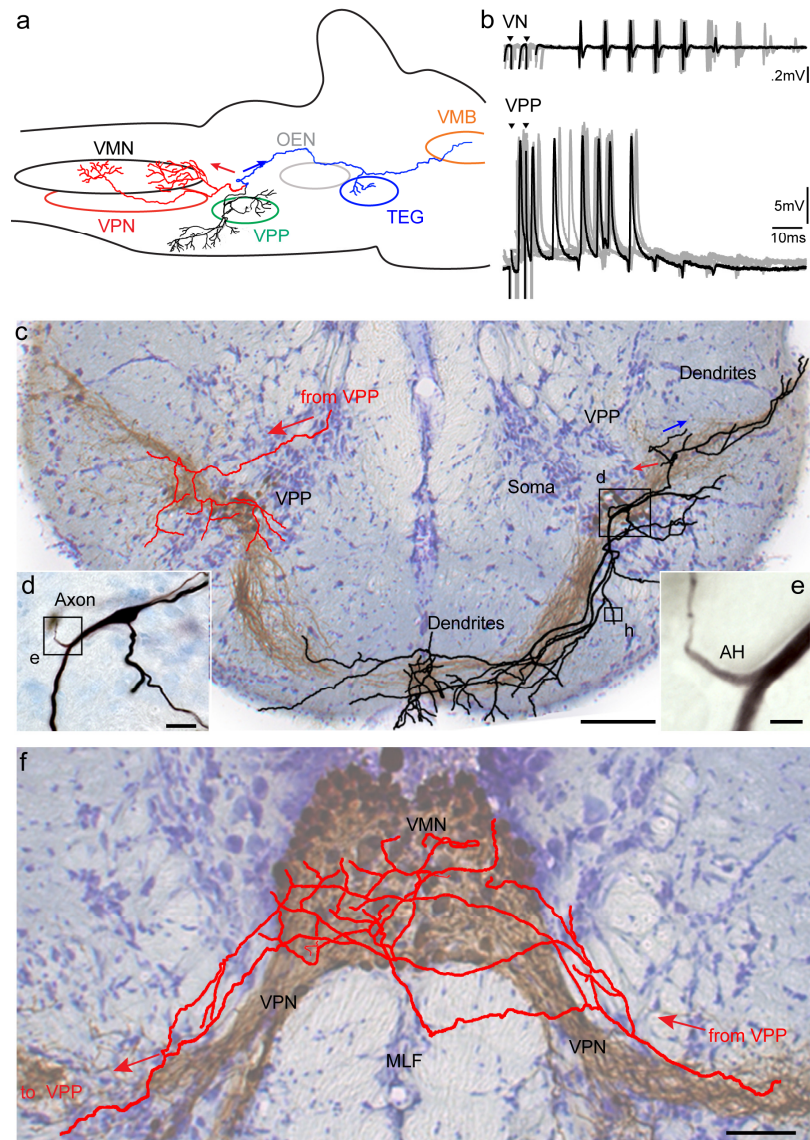 a
VMN
VPN
OEN
VPP
TEG
VMB
b
VN
.2mV
VPP
5mV
10ms
c
from VPP
VPP
Dendrites
VPP
Soma
d
Dendrites
h
d
Axon
e
e
AH
f
VMN
VPN
VPN
MLF
from VPP
to VPP